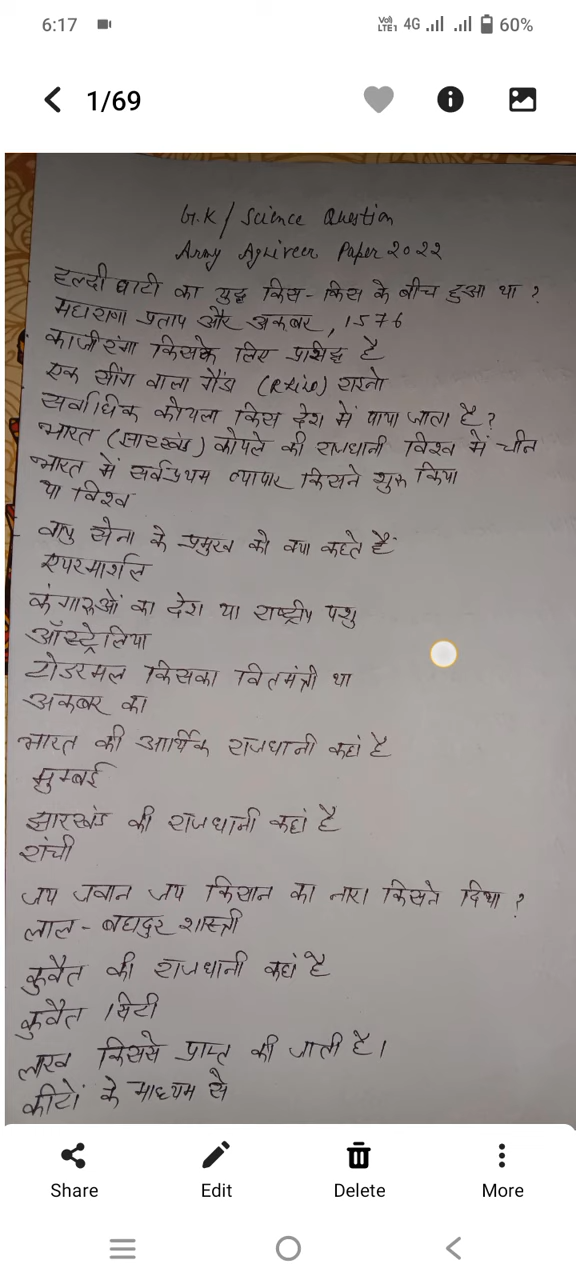 6:17
Vo) LTE1 4G 60%
1/69
G.K / Science Question
Army Agniveer Paper 2022
हल्दी घाटी का युद्ध किस - किस के बीच हुआ था ?
महाराणा प्रताप और अकबर , 1576
काजीरंगा किसके लिए प्रसिद्ध है
एक सींग वाला गैंडा
सर्वाधिक कोयला किस देश में पाया जाता है ?
भारत (झारखंड) कोयले की राजधानी विश्व में चीन
भारत में सर्वप्रथम व्यापार किसने शुरू किया
था विश्व
वायु सेना के प्रमुख को क्या कहते हैं
एयरमार्शल
कंगारूओं का देश या राष्ट्रीय पशु
ऑस्ट्रेलिया
टोडरमल किसका वितमंत्री था
अकबर का
भारत की आर्थिक राजधानी कहां है
मुम्बई
झारखंड की राजधानी कहां है
रांची
जय जवान जय किसान का नारा किसने दिया ?
लाल - बहादुर शास्त्री
कुवैत की राजधानी कहां है
कुवैत सिटी
लाख किससे प्राप्त की जाती है।
कीटों के माध्यम से
Share Edit Delete More